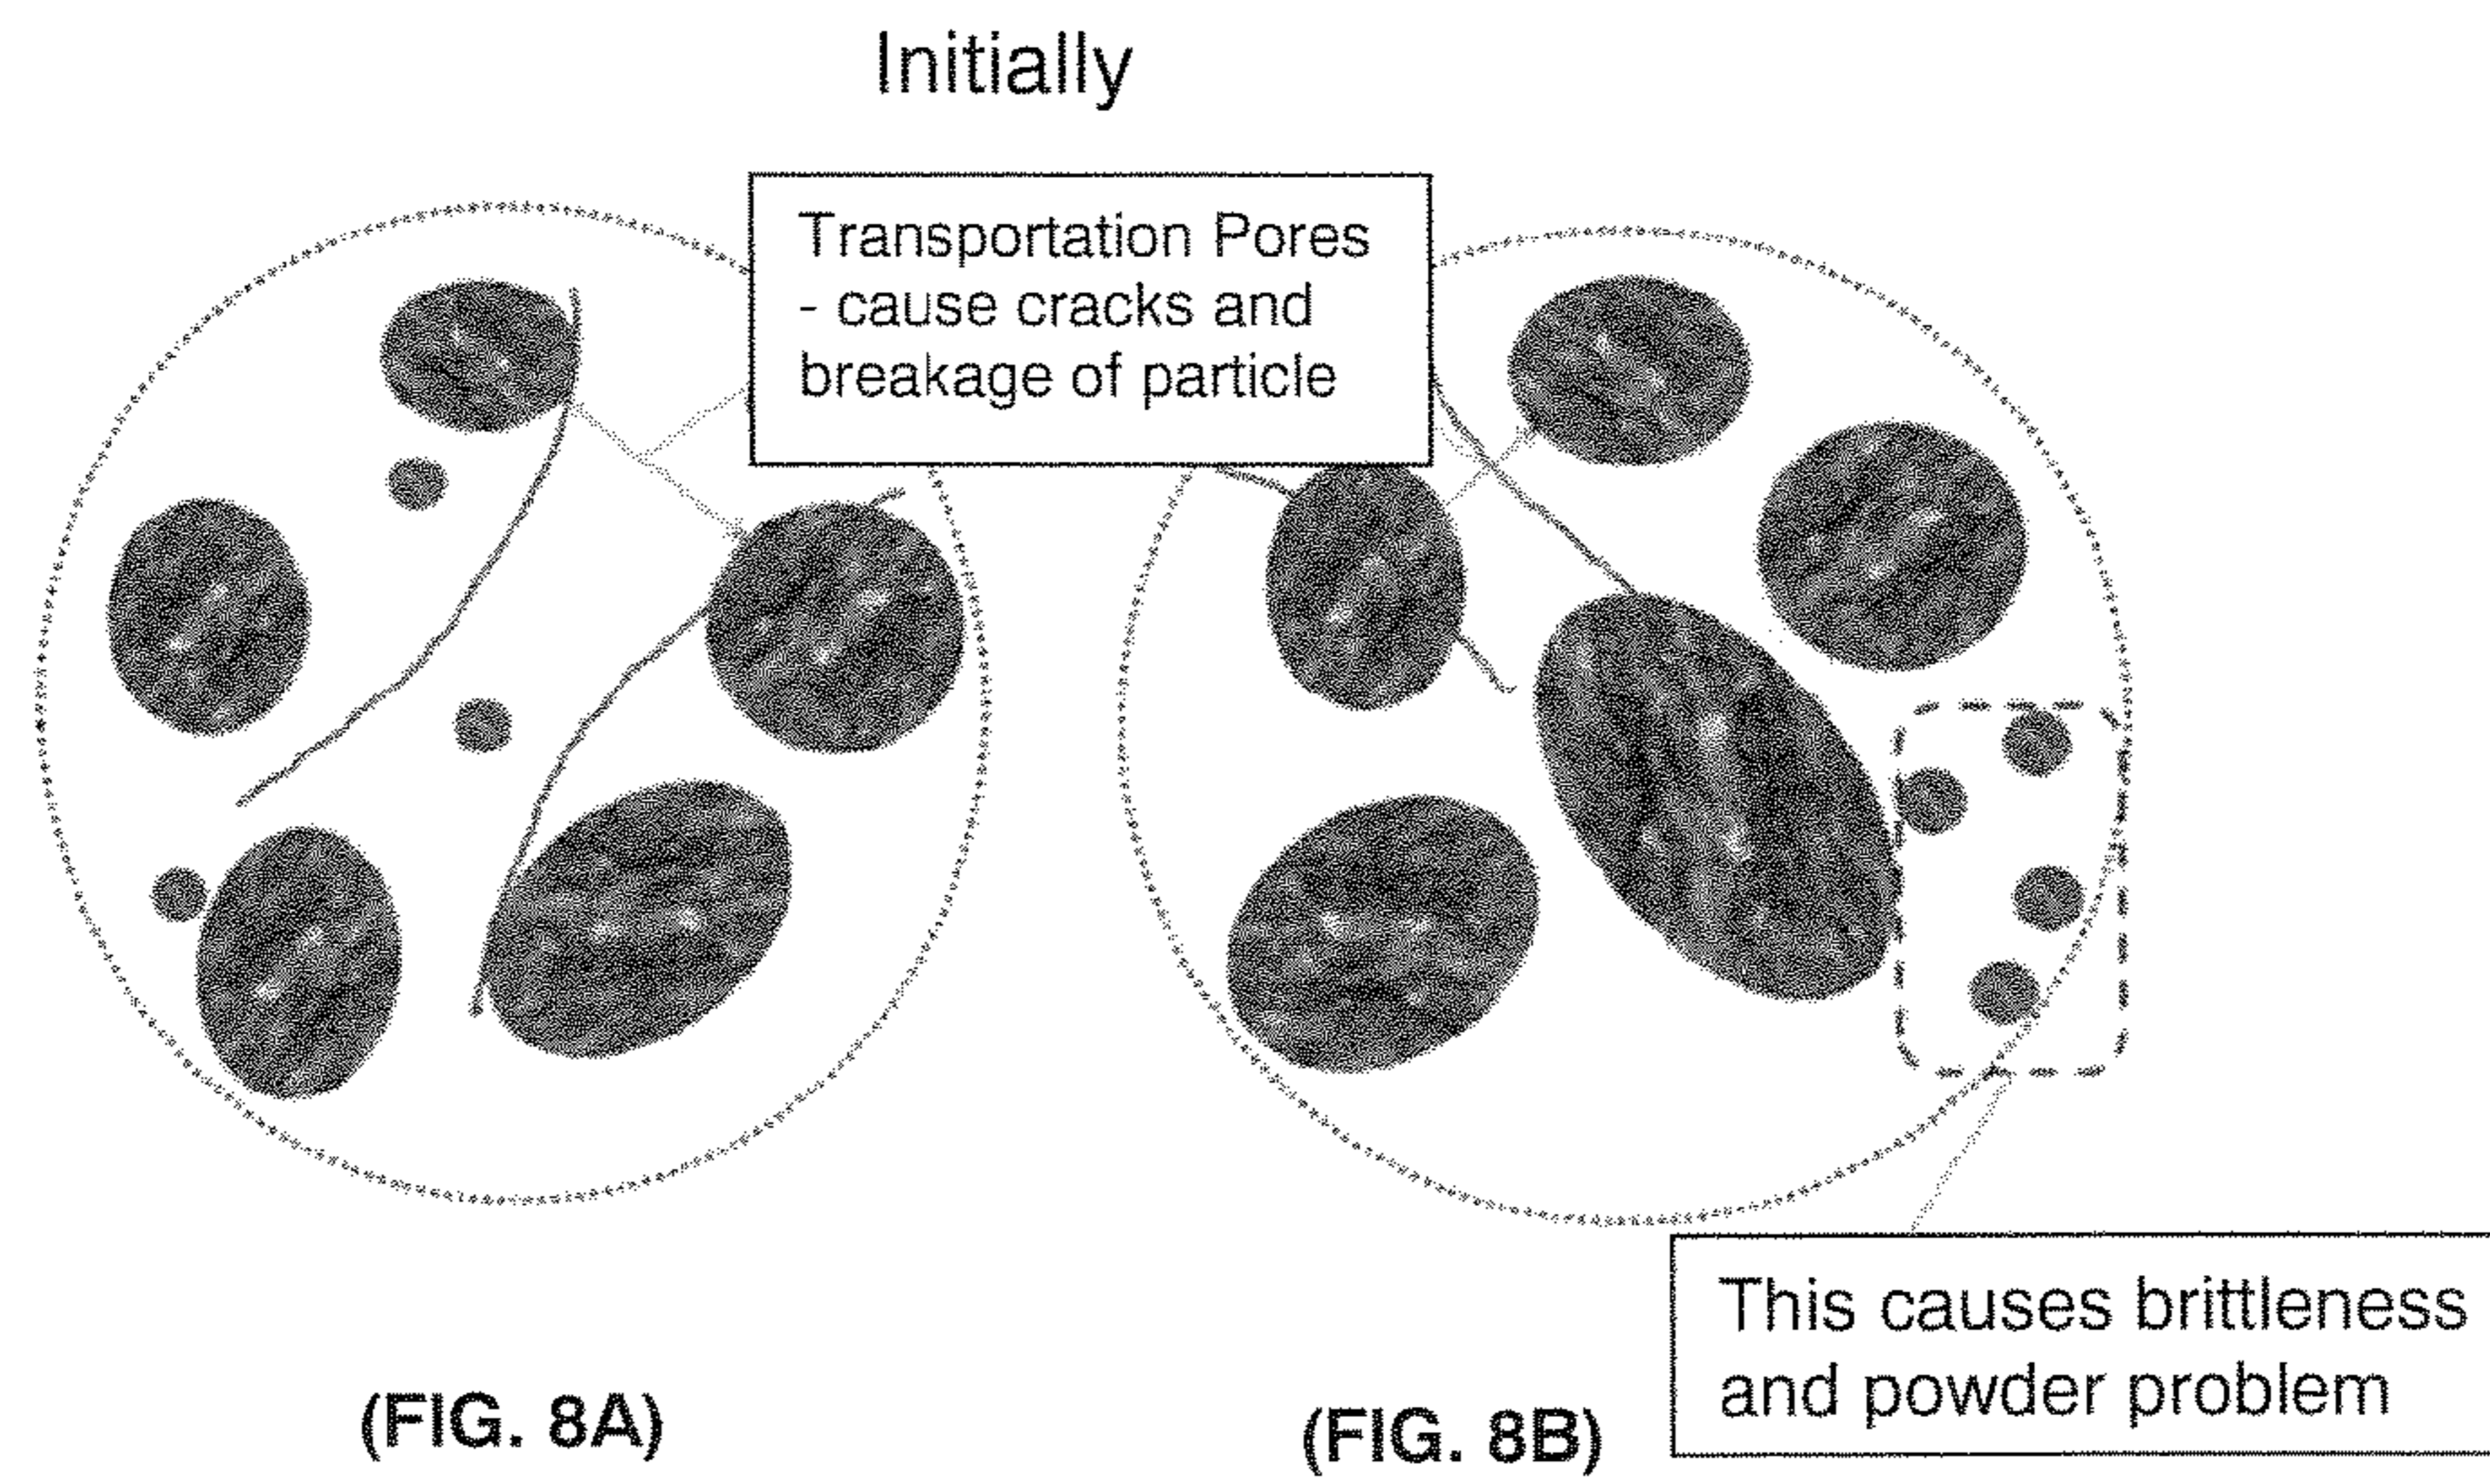 Initially
Transportation Pores
- cause cracks and
breakage of particle
This causes brittleness
and powder problem
(FIG. 8A)
(FIG. 8B)